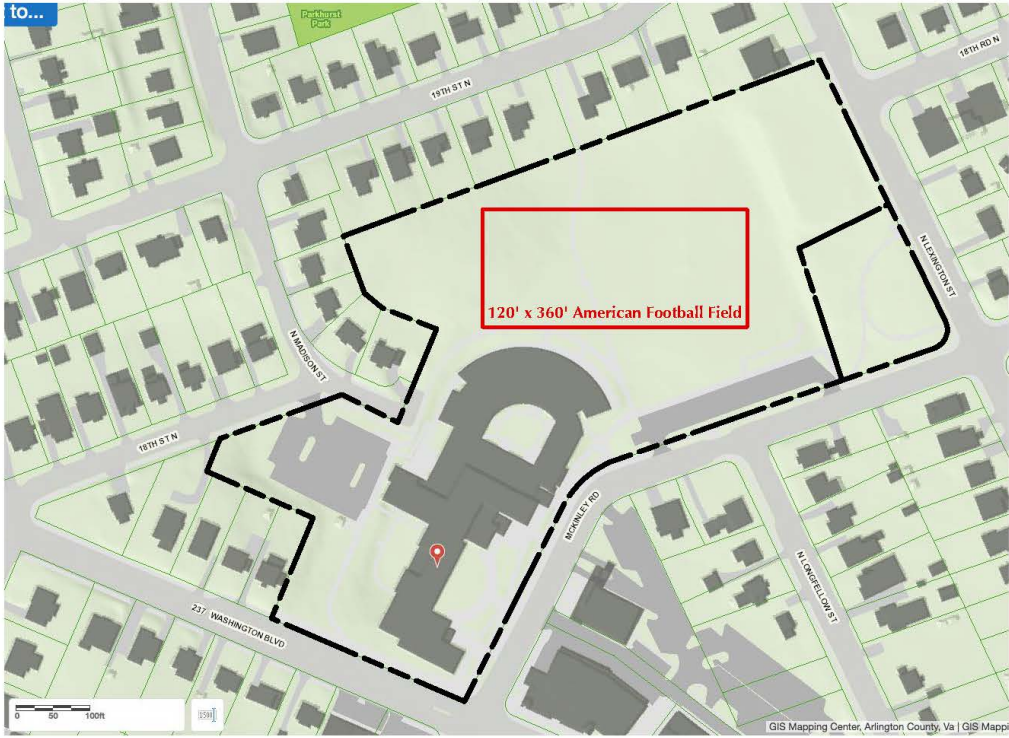 to...
Parkhurst
Park
18TH RD N
19TH ST N
N LEXINGTON ST
120' x 360' American Football Field
N MADISON ST
18TH ST N
MCKINLEY RD
N LONGFELLOW ST
237 WASHINGTON BLVD
0 50 100ft
GIS Mapping Center, Arlington County, Va | GIS Mappi